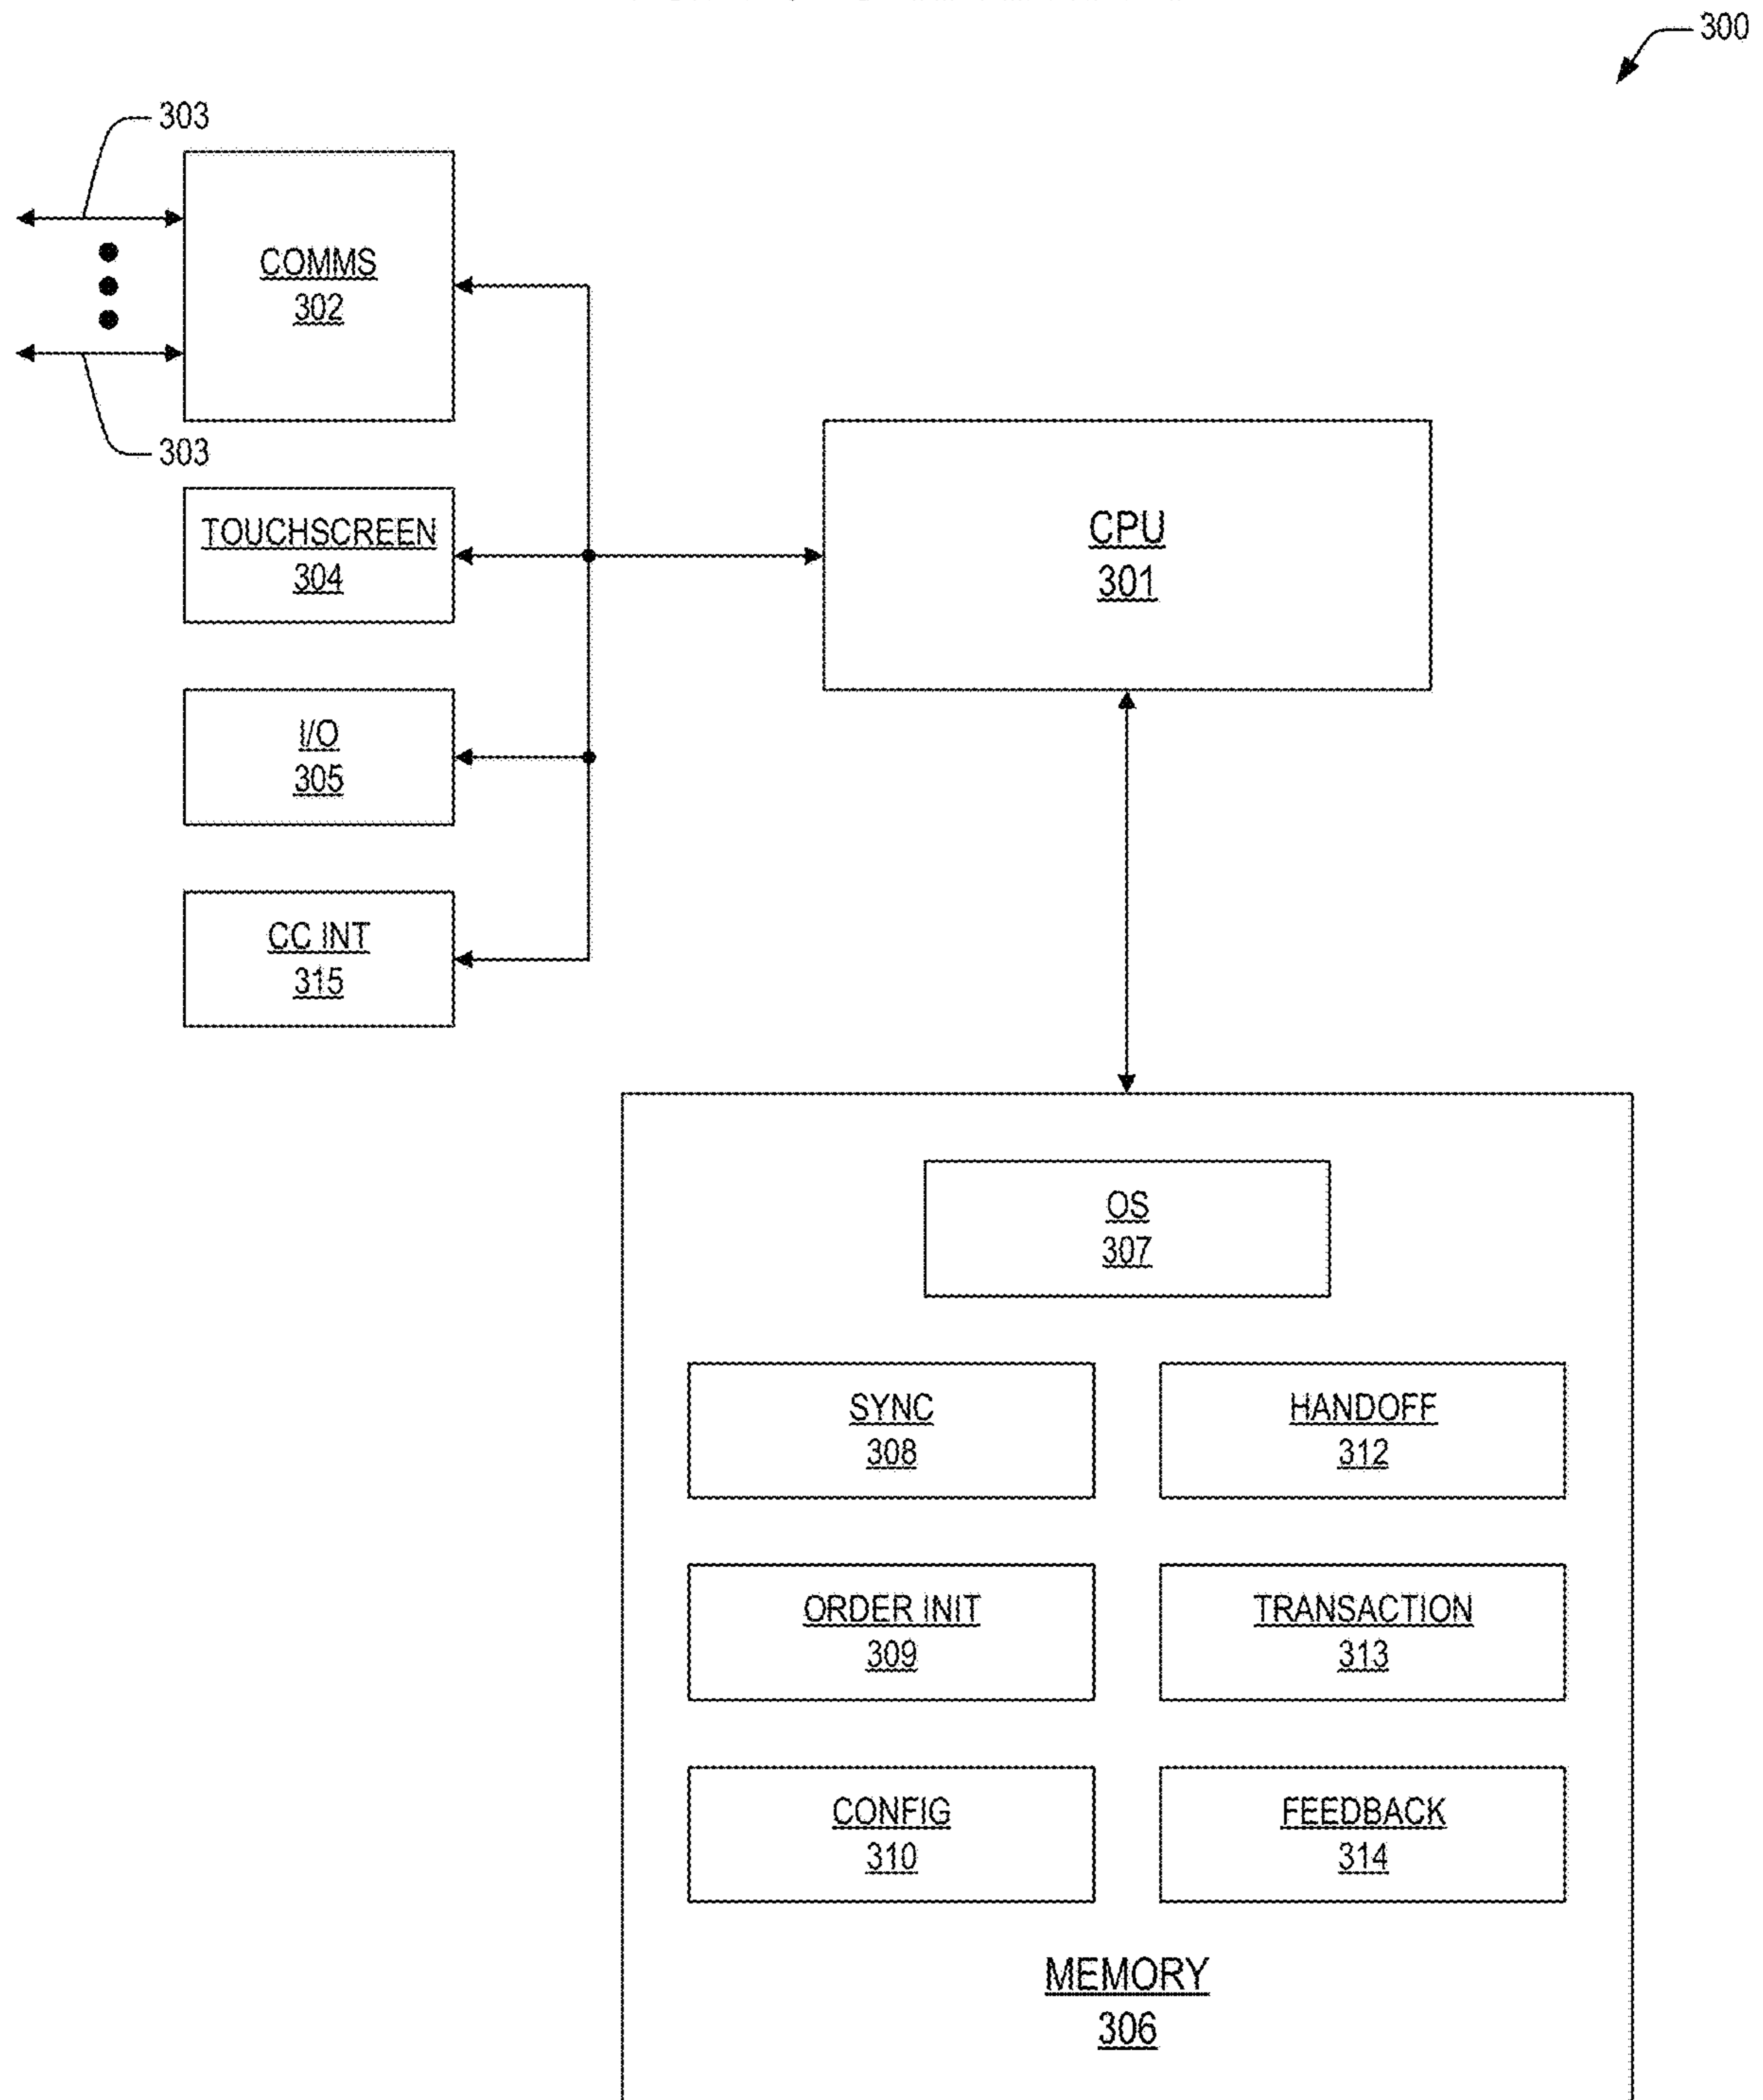 300
303
COMMS
302
303
TOUCHSCREEN
304
CPU
301
I/O
305
CC INT
315
OS
307
SYNC
308
HANDOFF
312
ORDER INIT
309
TRANSACTION
313
CONFIG
310
FEEDBACK
314
MEMORY
306